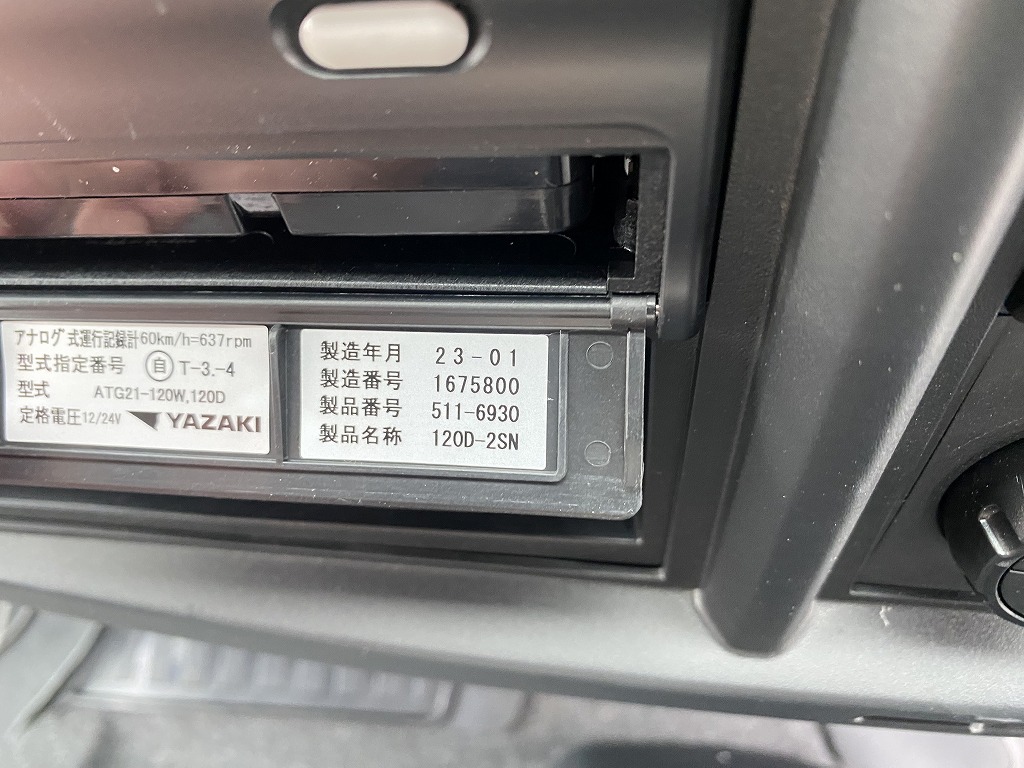 アナログ式運行記録計60km/h=637rpm
型式指定番号 自 T-3.-4
型式 ATG21-120W,120D
定格電圧12/24V YAZAKI
製造年月 23-01
製造番号 1675800
製品番号 511-6930
製品名称 120D-2SN